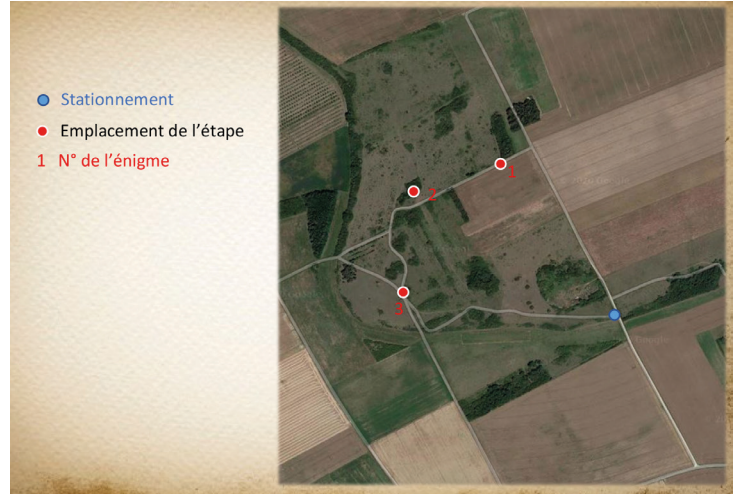 Stationnement
Emplacement de l'étape
1 N° de l'énigme
1
2
3